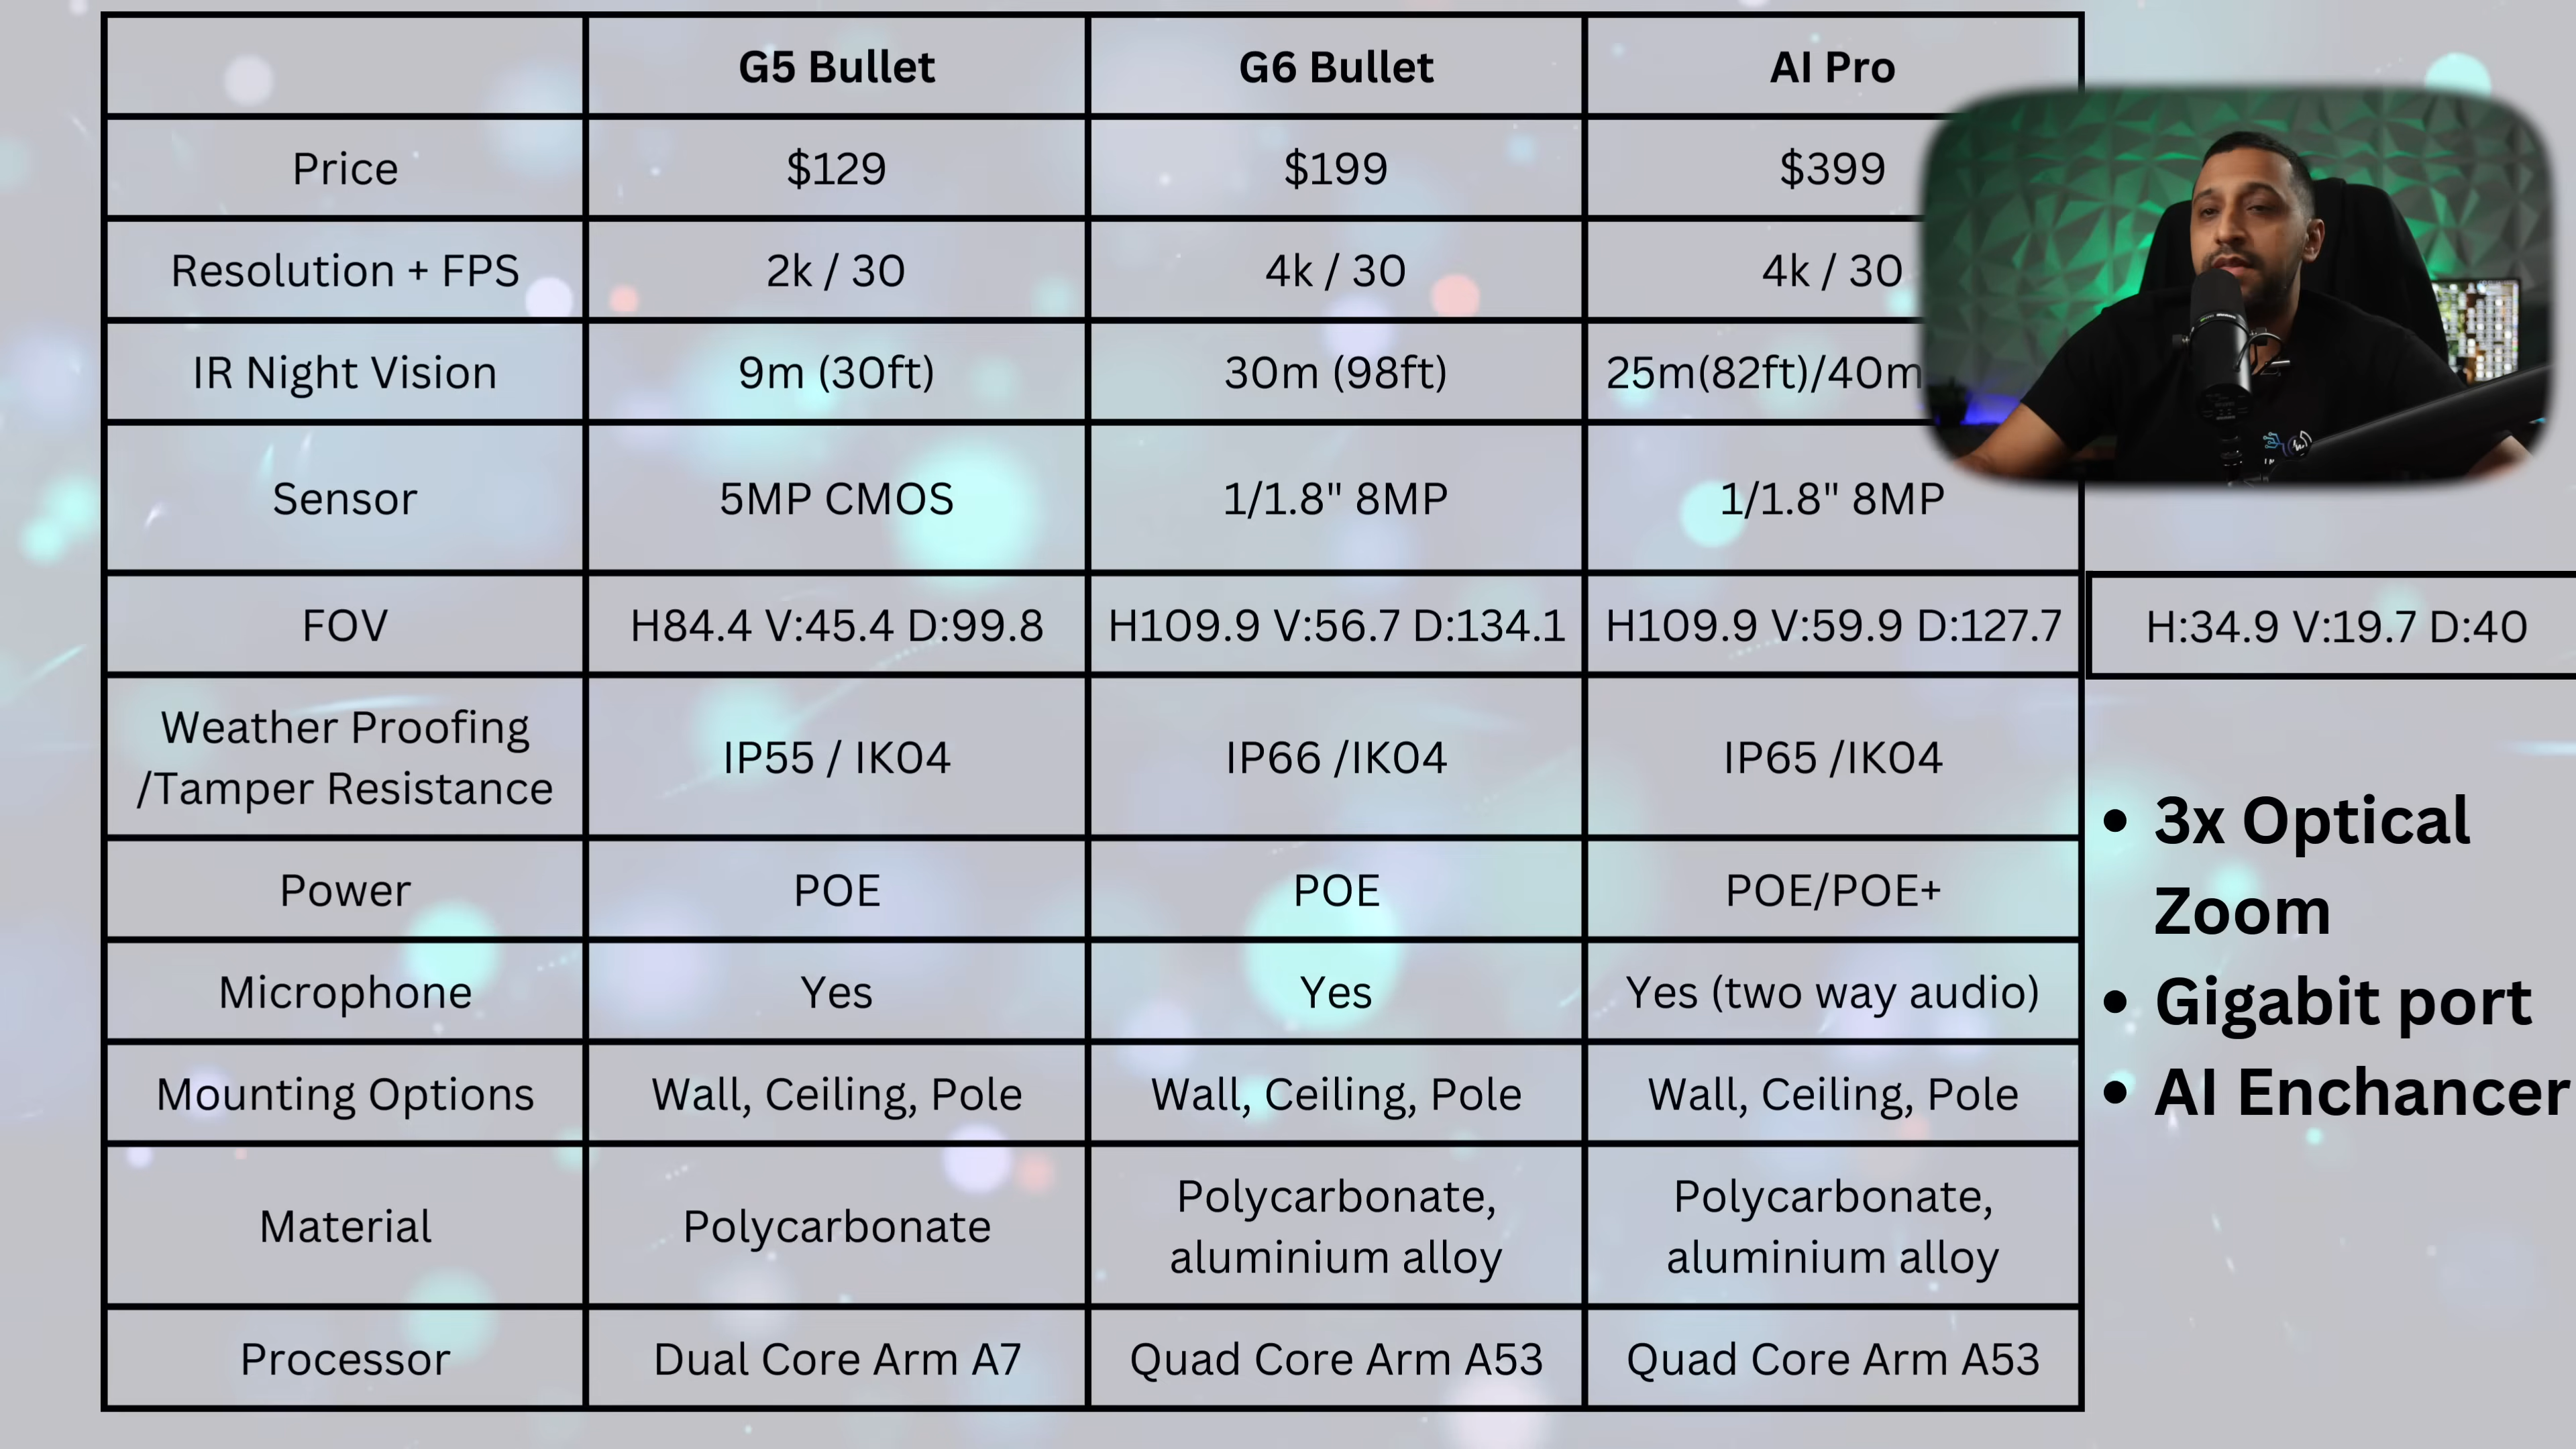 G5 Bullet G6 Bullet AI Pro
Price $129 $199 $399
Resolution + FPS 2k / 30 4k / 30 4k / 30
IR Night Vision 9m (30ft) 30m (98ft) 25m(82ft)/40m
Sensor 5MP CMOS 1/1.8" 8MP 1/1.8" 8MP
FOV H84.4 V:45.4 D:99.8 H109.9 V:56.7 D:134.1 H109.9 V:59.9 D:127.7 H:34.9 V:19.7 D:40
Weather Proofing
/Tamper Resistance IP55 / IK04 IP66 /IK04 IP65 /IK04
Power POE POE POE/POE+
Microphone Yes Yes Yes (two way audio)
Mounting Options Wall, Ceiling, Pole Wall, Ceiling, Pole Wall, Ceiling, Pole
Material Polycarbonate Polycarbonate, aluminium alloy Polycarbonate, aluminium alloy
Processor Dual Core Arm A7 Quad Core Arm A53 Quad Core Arm A53
• 3x Optical
Zoom
• Gigabit port
• AI Enchancer